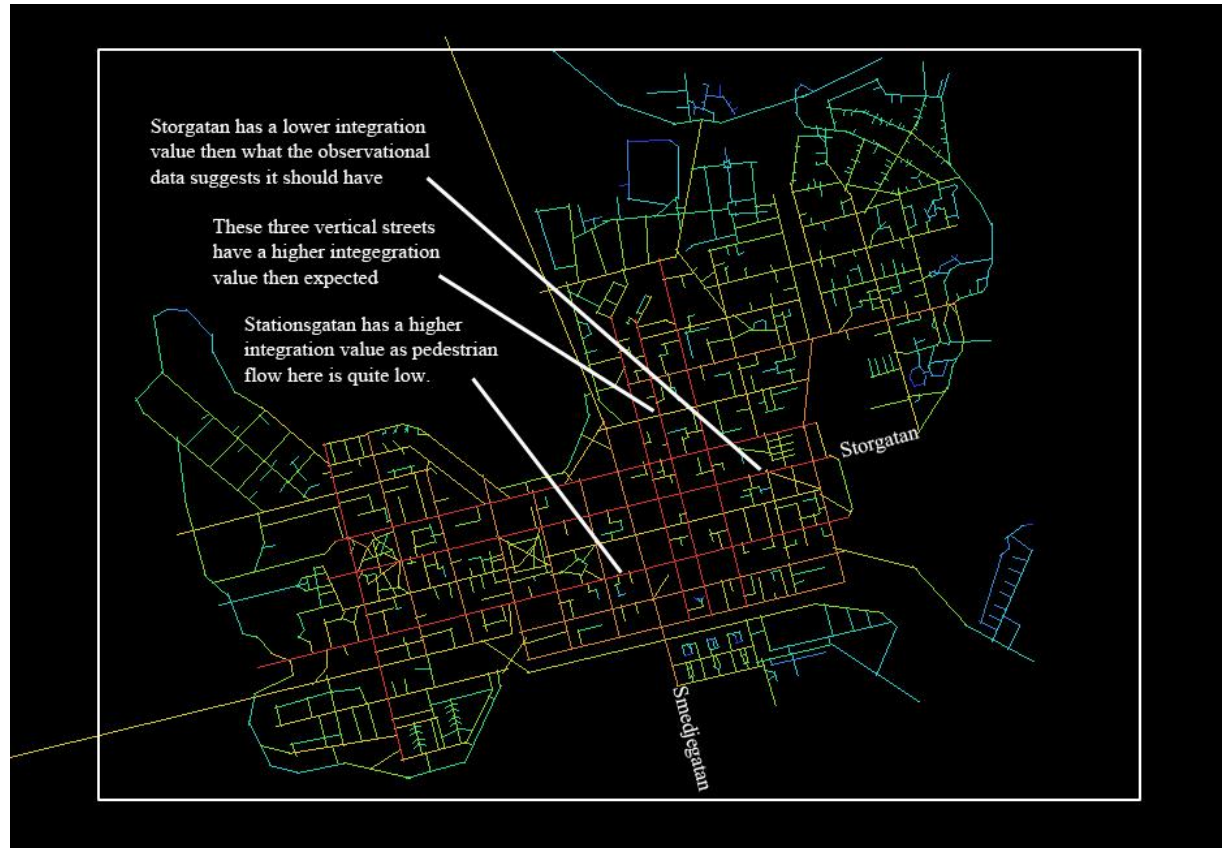 Storgatan has a lower integration
value then what the observational
data suggests it should have
These three vertical streets
have a higher integegration
value then expected
Stationsgatan has a higher
integration value as pedestrian
flow here is quite low.
Storgatan
Smedjegatan